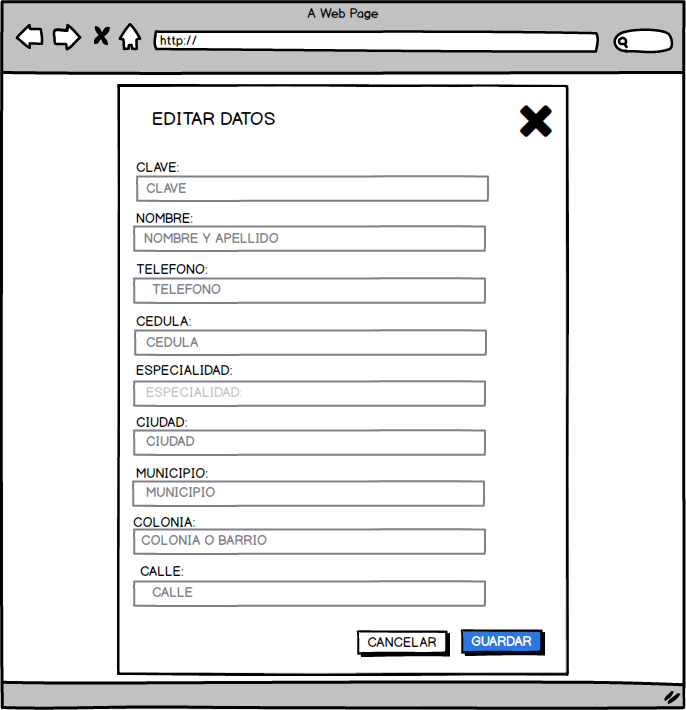 A Web Page
http://
EDITAR DATOS
CLAVE:
CLAVE
NOMBRE:
NOMBRE Y APELLIDO
TELEFONO:
TELEFONO
CEDULA:
CEDULA
ESPECIALIDAD:
ESPECIALIDAD:
CIUDAD:
CIUDAD
MUNICIPIO:
MUNICIPIO
COLONIA:
COLONIA O BARRIO
CALLE:
CALLE
CANCELAR GUARDAR